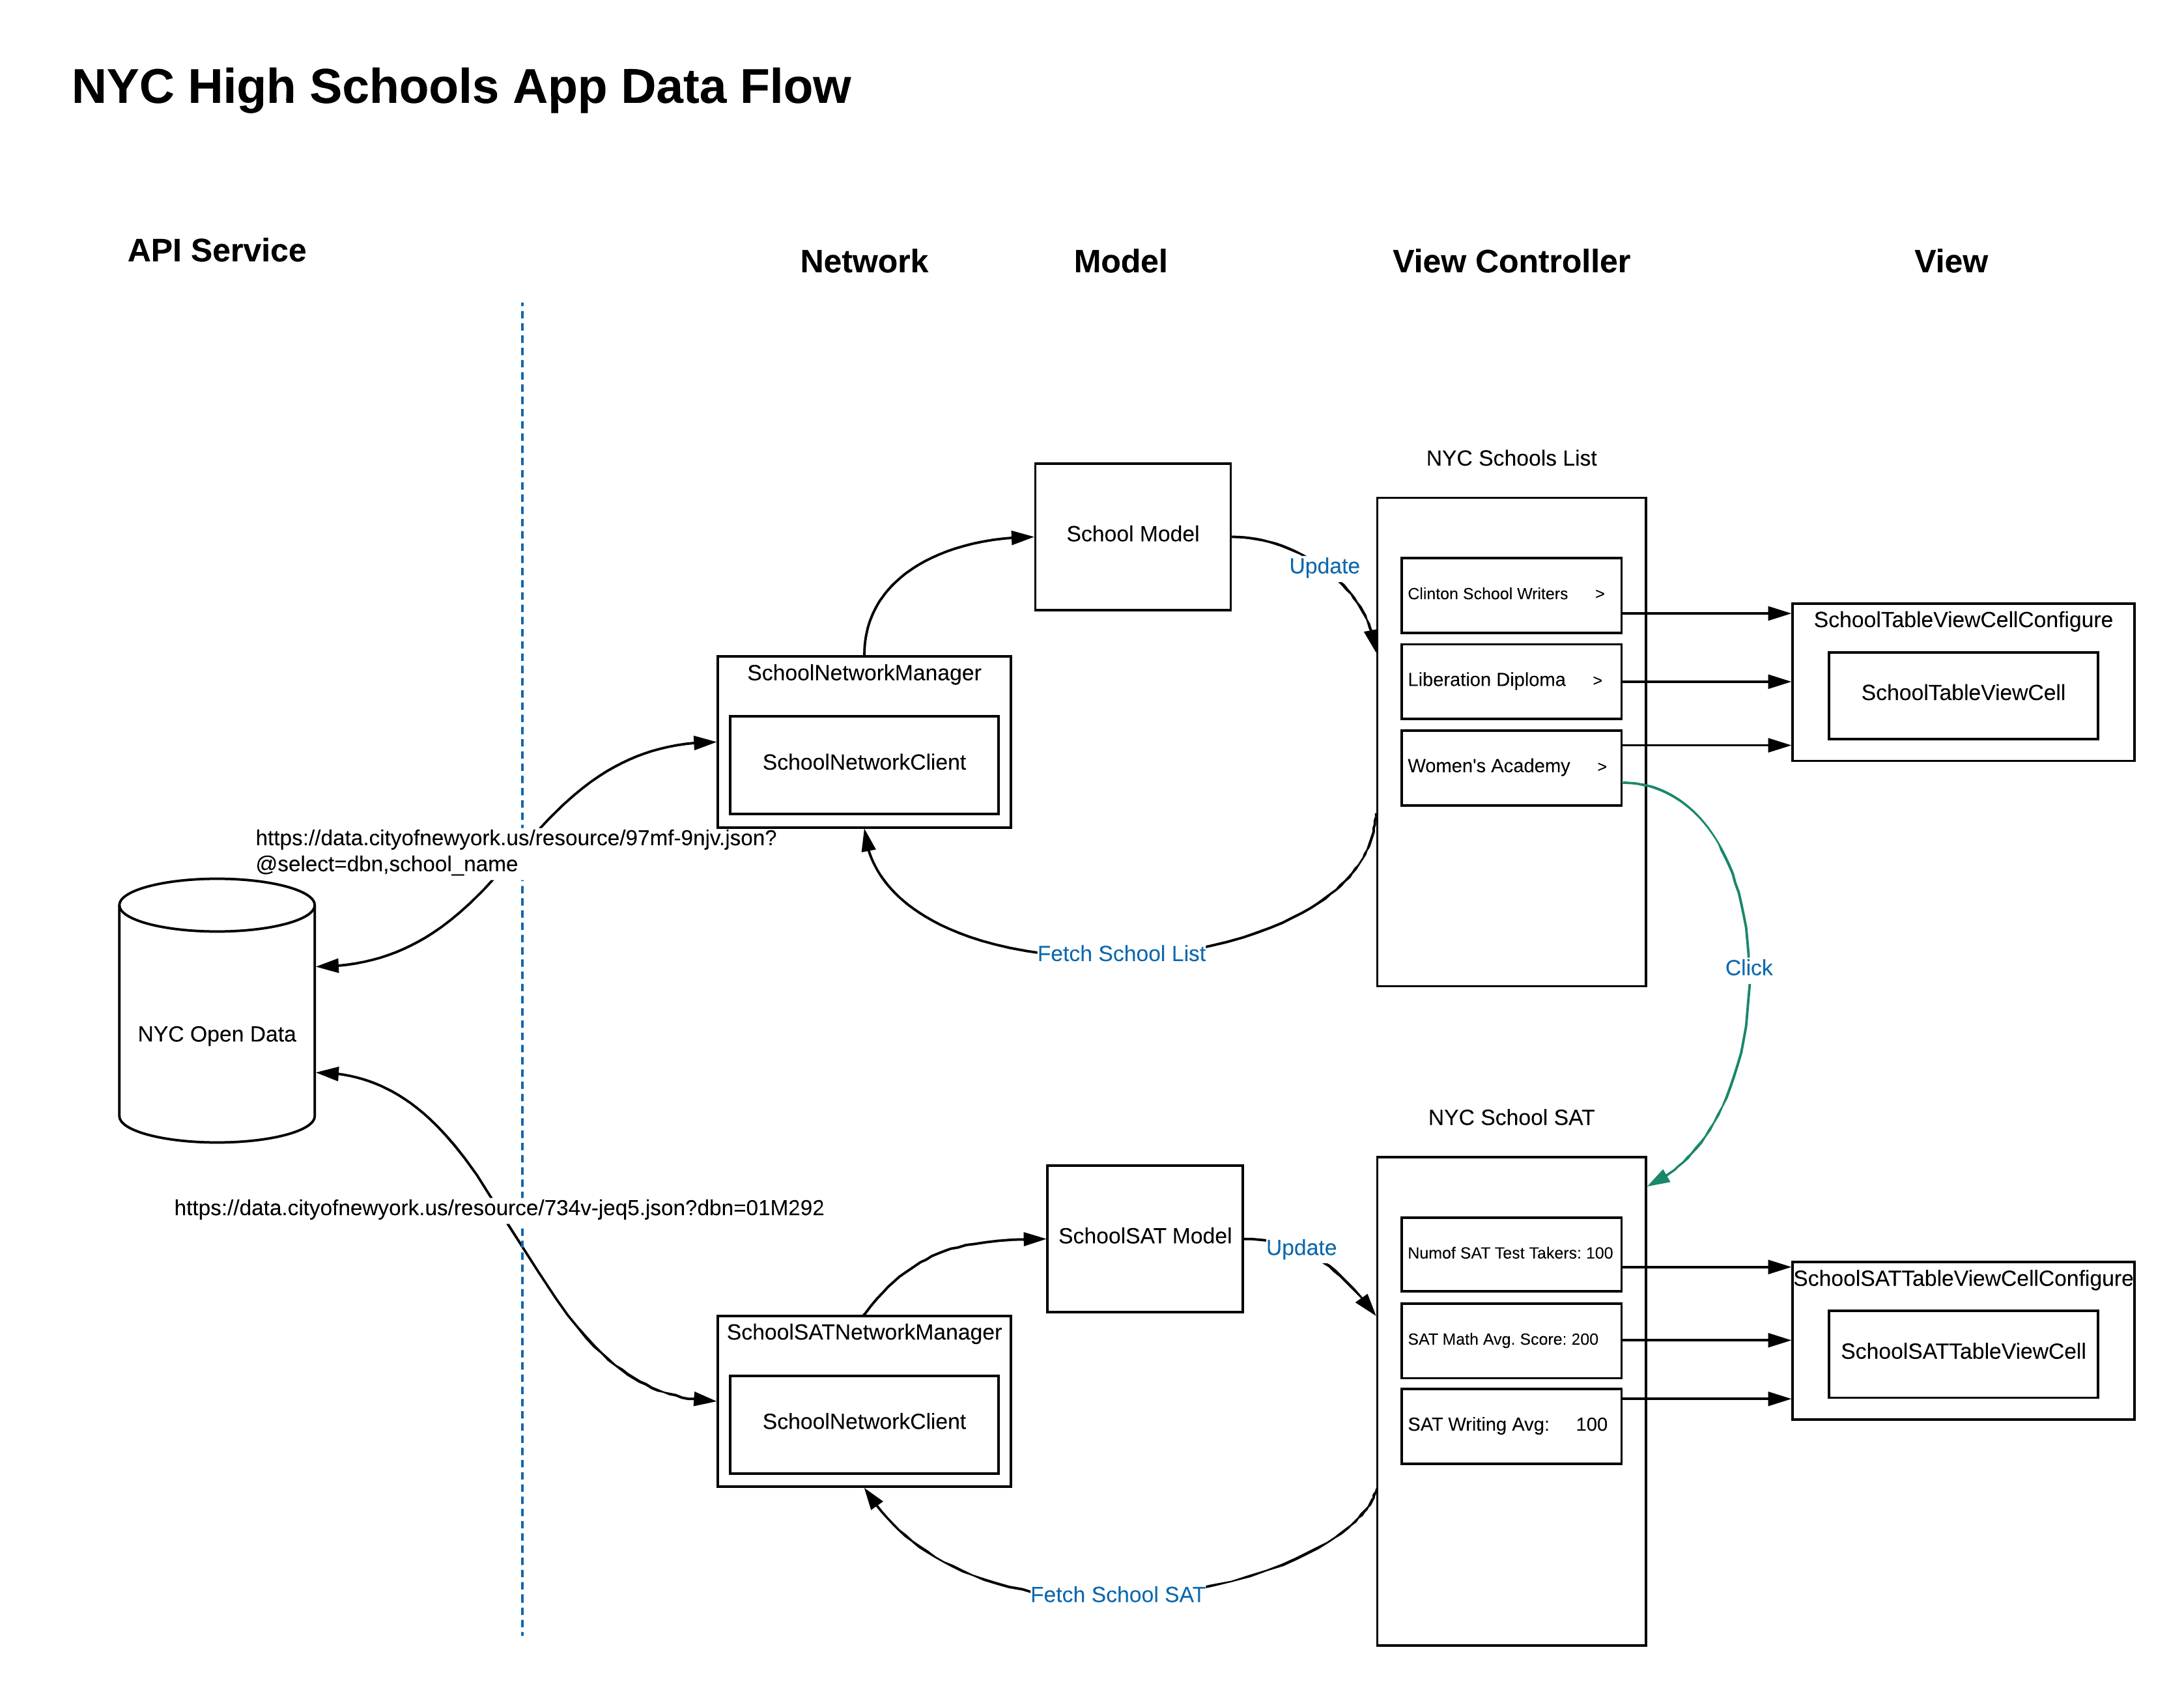 NYC High Schools App Data Flow
API Service
Network
Model
View Controller
View
NYC Schools List
School Model
Update
Clinton School Writers >
Liberation Diploma >
Women's Academy >
SchoolTableViewCellConfigure
SchoolTableViewCell
SchoolNetworkManager
SchoolNetworkClient
https://data.cityofnewyork.us/resource/97mf-9njv.json?
@select=dbn,school_name
Fetch School List
Click
NYC Open Data
NYC School SAT
https://data.cityofnewyork.us/resource/734v-jeq5.json?dbn=01M292
SchoolSAT Model
Update
Numof SAT Test Takers: 100
SAT Math Avg. Score: 200
SAT Writing Avg: 100
SchoolSATTableViewCellConfigure
SchoolSATTableViewCell
SchoolSATNetworkManager
SchoolNetworkClient
Fetch School SAT